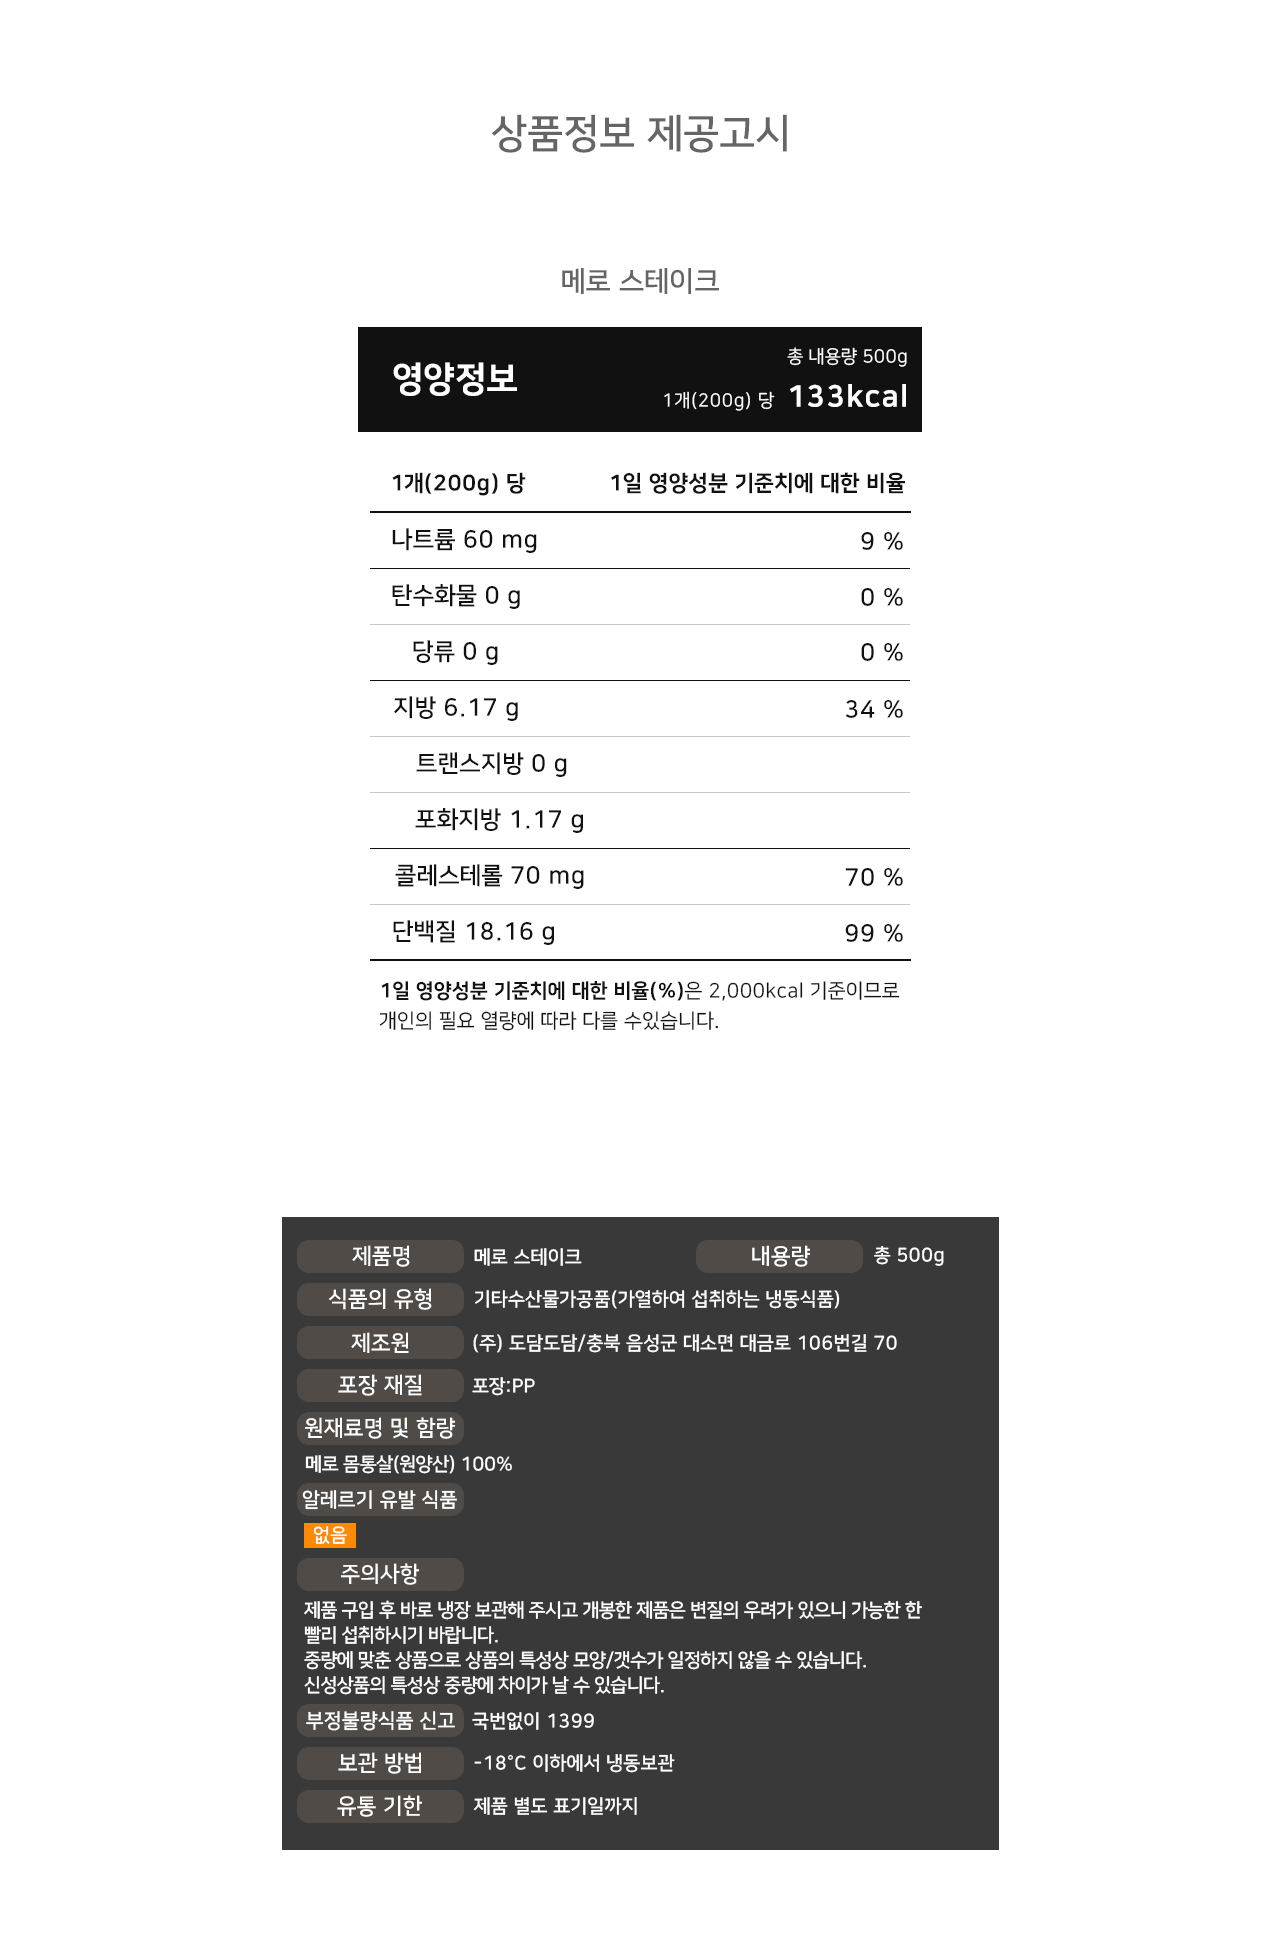 상품정보 제공고시
메로 스테이크
영양정보
총 내용량 500g
1개(200g) 당 133kcal
1개(200g) 당 1일 영양성분 기준치에 대한 비율
나트륨 60 mg 9 %
탄수화물 0 g 0 %
당류 0 g 0 %
지방 6.17 g 34 %
트랜스지방 0 g
포화지방 1.17 g
콜레스테롤 70 mg 70 %
단백질 18.16 g 99 %
1일 영양성분 기준치에 대한 비율(%)은 2,000kcal 기준이므로
개인의 필요 열량에 따라 다를 수있습니다.
제품명 메로 스테이크 내용량 총 500g
식품의 유형 기타수산물가공품(가열하여 섭취하는 냉동식품)
제조원 (주) 도담도담/충북 음성군 대소면 대금로 106번길 70
포장 재질 포장:PP
원재료명 및 함량
메로 몸통살(원양산) 100%
알레르기 유발 식품
없음
주의사항
제품 구입 후 바로 냉장 보관해 주시고 개봉한 제품은 변질의 우려가 있으니 가능한 한
빨리 섭취하시기 바랍니다.
중량에 맞춘 상품으로 상품의 특성상 모양/갯수가 일정하지 않을 수 있습니다.
신성상품의 특성상 중량에 차이가 날 수 있습니다.
부정불량식품 신고 국번없이 1399
보관 방법 -18°C 이하에서 냉동보관
유통 기한 제품 별도 표기일까지